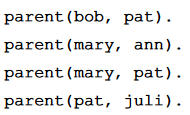 parent(bob, pat).
parent(mary, ann).
parent(mary, pat).
parent(pat, juli).